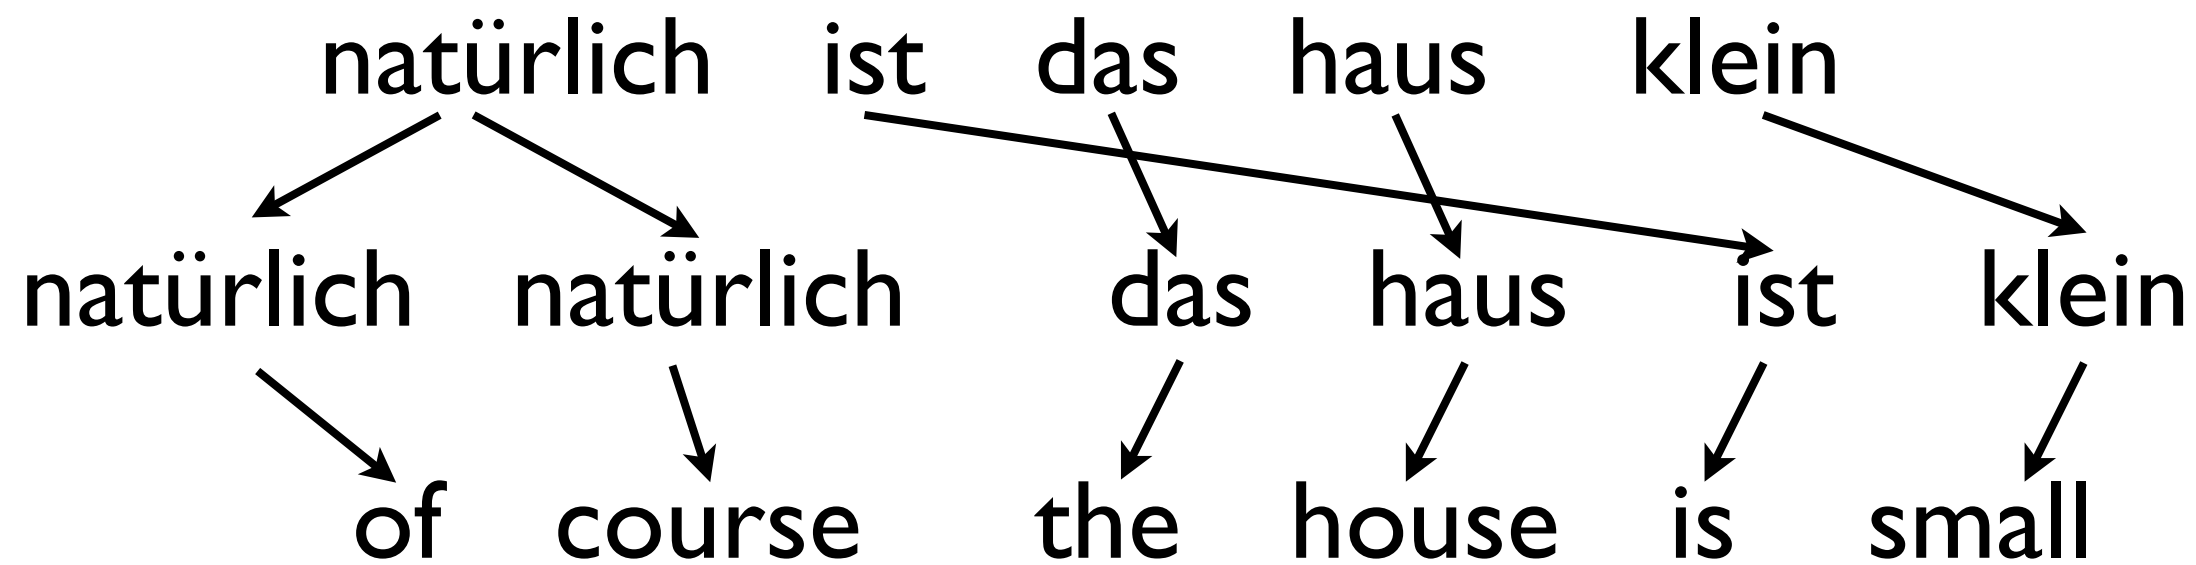 natürlich ist das haus klein
natürlich natürlich das haus ist klein
of course the house is small